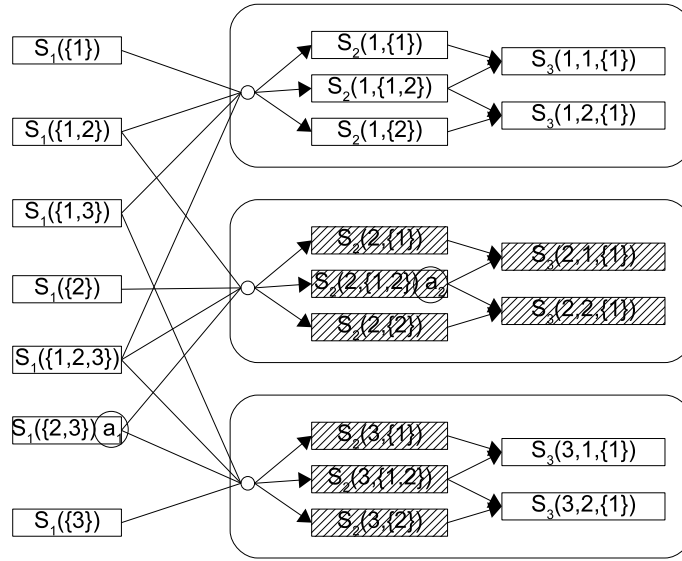 S₁({1})
S₁({1,2})
S₁({1,3})
S₁({2})
S₁({1,2,3})
S₁({2,3}) a₁
S₁({3})
S₂(1,{1})
S₂(1,{1,2})
S₂(1,{2})
S₃(1,1,{1})
S₃(1,2,{1})
S₂(2,{1})
S₂(2,{1,2}) a₂
S₂(2,{2})
S₃(2,1,{1})
S₃(2,2,{1})
S₂(3,{1})
S₂(3,{1,2})
S₂(3,{2})
S₃(3,1,{1})
S₃(3,2,{1})